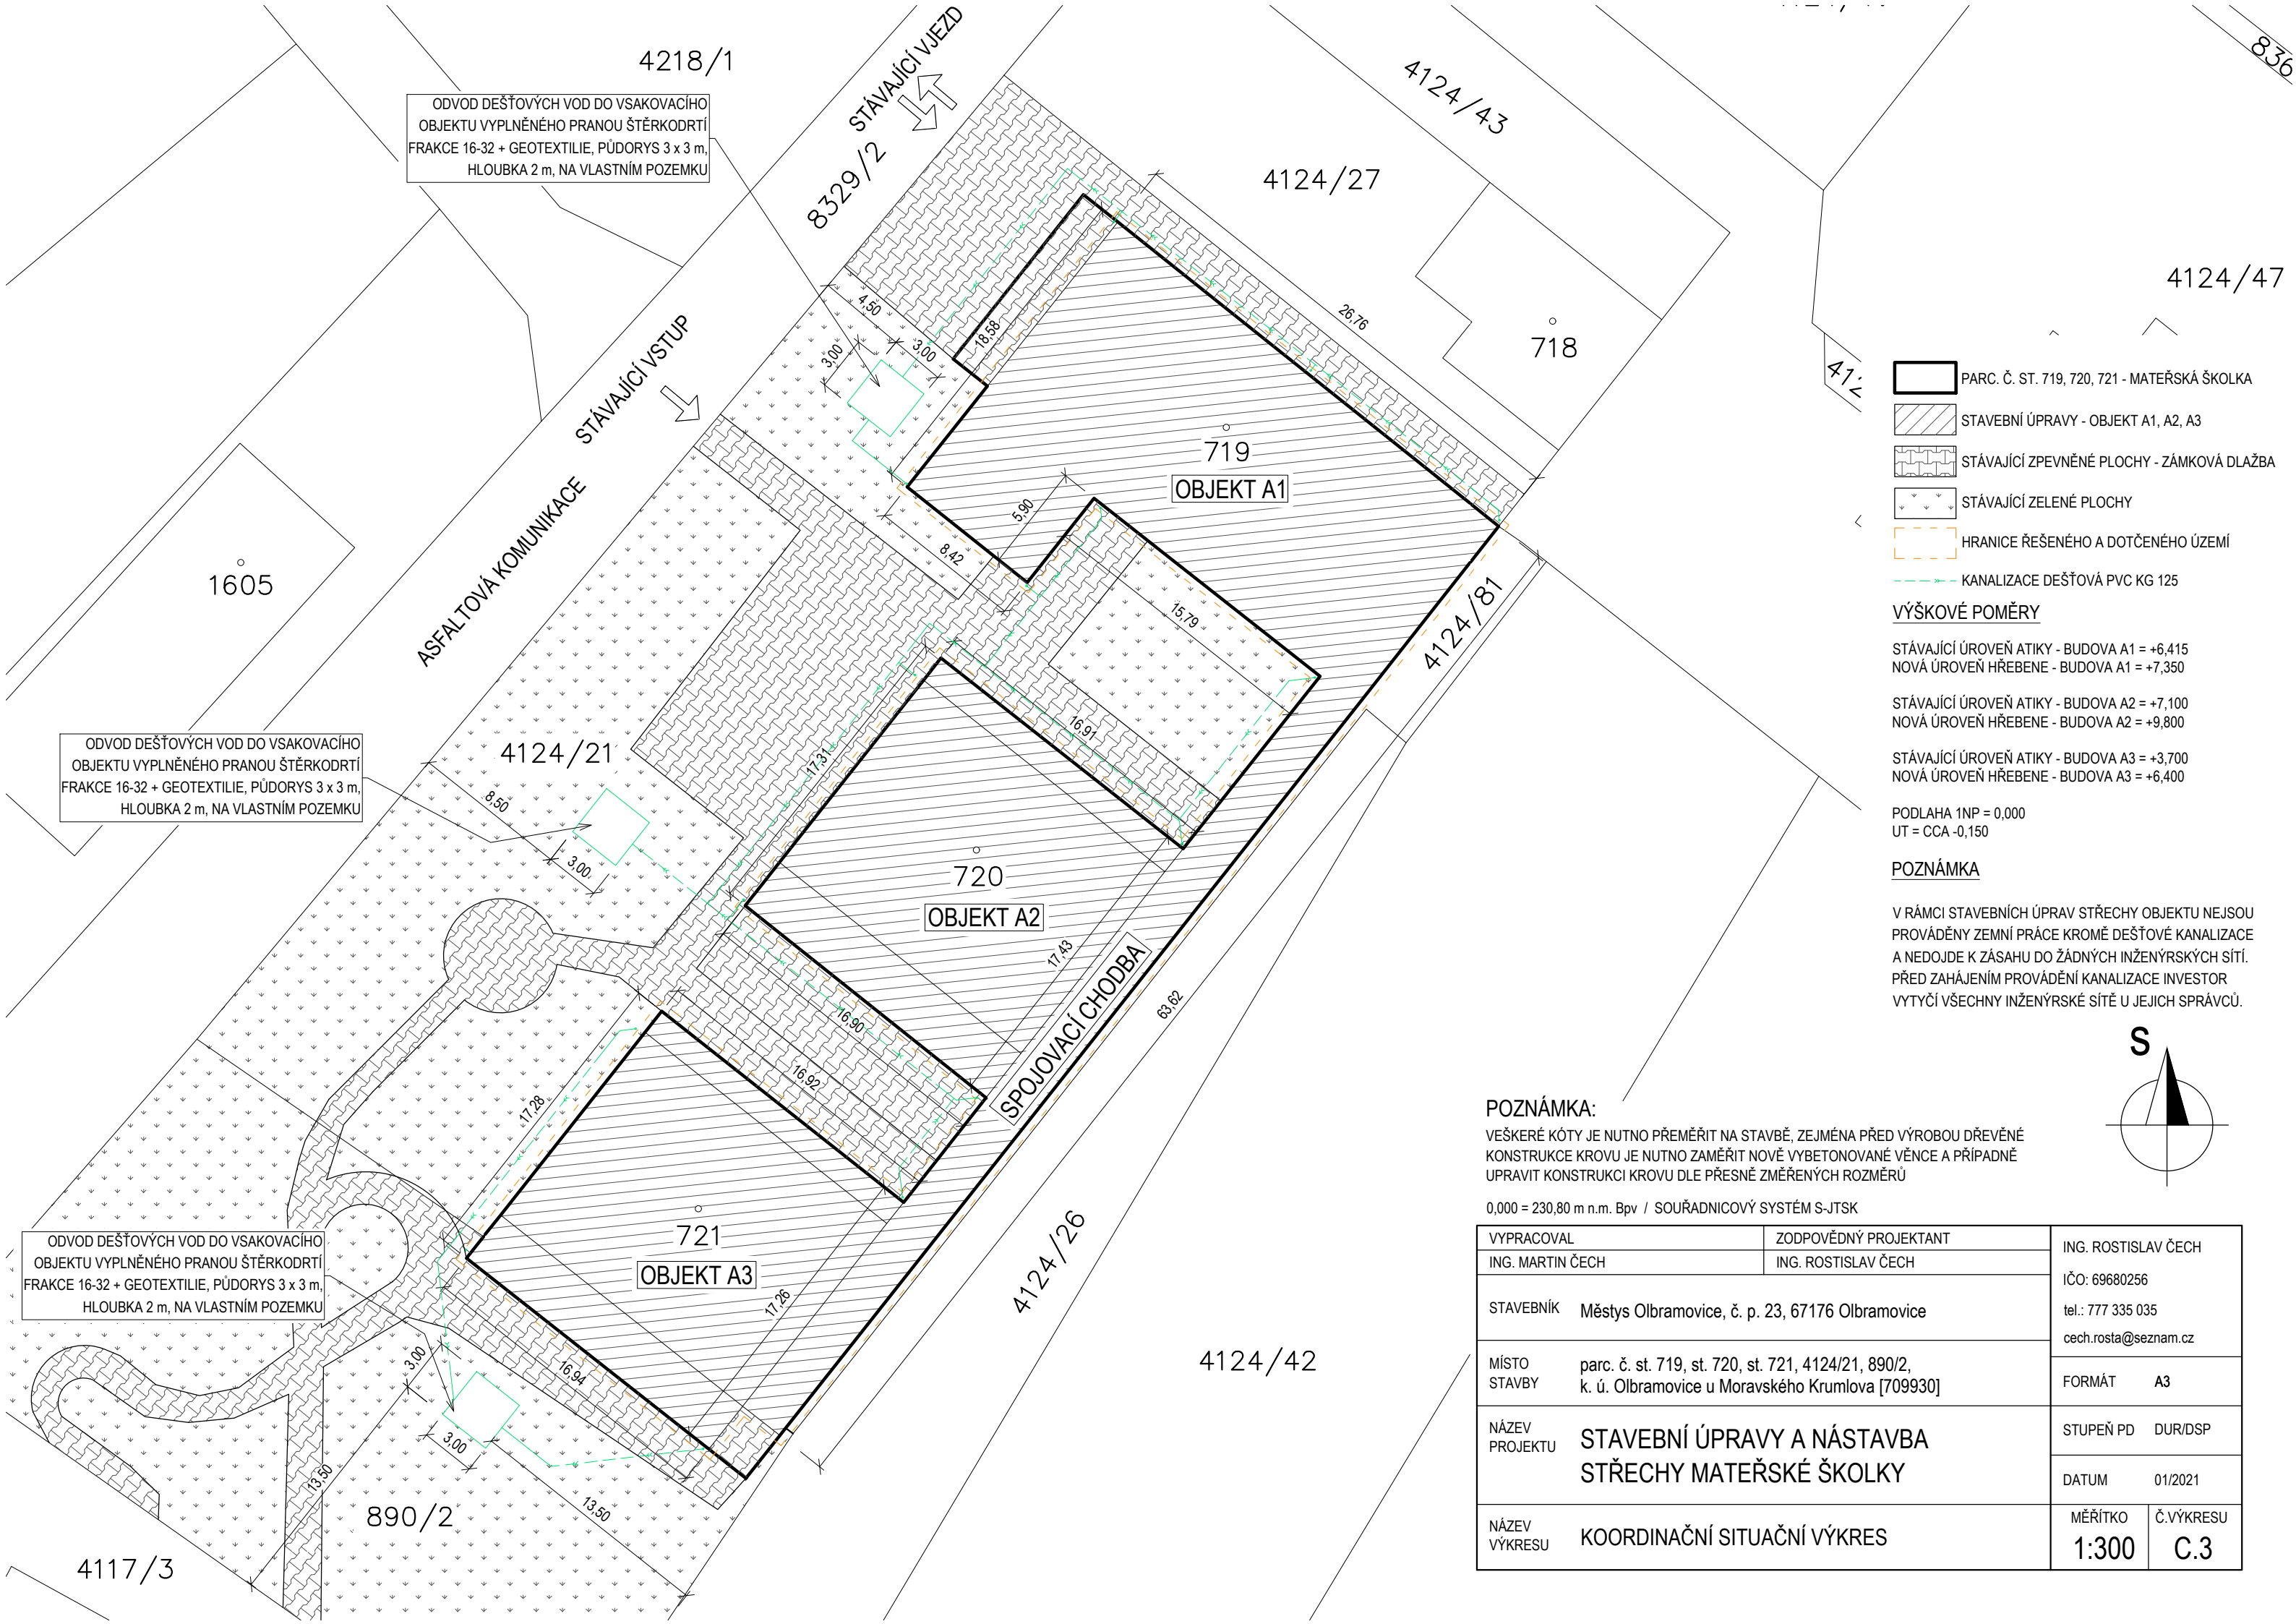 4218/1
ODVOD DEŠŤOVÝCH VOD DO VSAKOVACÍHO
OBJEKTU VYPLNĚNÉHO PRANOU ŠTĚRKODRTÍ
FRAKCE 16-32 + GEOTEXTILIE, PŮDORYS 3 x 3 m,
HLOUBKA 2 m, NA VLASTNÍM POZEMKU
STÁVAJÍCÍ VJEZD
8329/2
4124/43
4124/27
836
4124/47
718
26,76
4,50
3,00
3,00
18,58
STÁVAJÍCÍ VSTUP
ASFALTOVÁ KOMUNIKACE
719
OBJEKT A1
5,90
8,42
15,79
4124/81
1605
16,91
17,31
4124/21
ODVOD DEŠŤOVÝCH VOD DO VSAKOVACÍHO
OBJEKTU VYPLNĚNÉHO PRANOU ŠTĚRKODRTÍ
FRAKCE 16-32 + GEOTEXTILIE, PŮDORYS 3 x 3 m,
HLOUBKA 2 m, NA VLASTNÍM POZEMKU
8,50
3,00
720
OBJEKT A2
17,43
SPOJOVACÍ CHODBA
63,62
16,90
16,92
17,28
721
OBJEKT A3
17,26
16,94
ODVOD DEŠŤOVÝCH VOD DO VSAKOVACÍHO
OBJEKTU VYPLNĚNÉHO PRANOU ŠTĚRKODRTÍ
FRAKCE 16-32 + GEOTEXTILIE, PŮDORYS 3 x 3 m,
HLOUBKA 2 m, NA VLASTNÍM POZEMKU
3,00
3,00
13,50
13,50
890/2
4117/3
4124/26
4124/42
412
PARC. Č. ST. 719, 720, 721 - MATEŘSKÁ ŠKOLKA
STAVEBNÍ ÚPRAVY - OBJEKT A1, A2, A3
STÁVAJÍCÍ ZPEVNĚNÉ PLOCHY - ZÁMKOVÁ DLAŽBA
STÁVAJÍCÍ ZELENÉ PLOCHY
HRANICE ŘEŠENÉHO A DOTČENÉHO ÚZEMÍ
KANALIZACE DEŠŤOVÁ PVC KG 125
VÝŠKOVÉ POMĚRY
STÁVAJÍCÍ ÚROVEŇ ATIKY - BUDOVA A1 = +6,415
NOVÁ ÚROVEŇ HŘEBENE - BUDOVA A1 = +7,350
STÁVAJÍCÍ ÚROVEŇ ATIKY - BUDOVA A2 = +7,100
NOVÁ ÚROVEŇ HŘEBENE - BUDOVA A2 = +9,800
STÁVAJÍCÍ ÚROVEŇ ATIKY - BUDOVA A3 = +3,700
NOVÁ ÚROVEŇ HŘEBENE - BUDOVA A3 = +6,400
PODLAHA 1NP = 0,000
UT = CCA -0,150
POZNÁMKA
V RÁMCI STAVEBNÍCH ÚPRAV STŘECHY OBJEKTU NEJSOU
PROVÁDĚNY ZEMNÍ PRÁCE KROMĚ DEŠŤOVÉ KANALIZACE
A NEDOJDE K ZÁSAHU DO ŽÁDNÝCH INŽENÝRSKÝCH SÍTÍ.
PŘED ZAHÁJENÍM PROVÁDĚNÍ KANALIZACE INVESTOR
VYTYČÍ VŠECHNY INŽENÝRSKÉ SÍTĚ U JEJICH SPRÁVCŮ.
S
POZNÁMKA:
VEŠKERÉ KÓTY JE NUTNO PŘEMĚŘIT NA STAVBĚ, ZEJMÉNA PŘED VÝROBOU DŘEVĚNÉ
KONSTRUKCE KROVU JE NUTNO ZAMĚŘIT NOVĚ VYBETONOVANÉ VĚNCE A PŘÍPADNĚ
UPRAVIT KONSTRUKCI KROVU DLE PŘESNĚ ZMĚŘENÝCH ROZMĚRŮ
0,000 = 230,80 m n.m. Bpv / SOUŘADNICOVÝ SYSTÉM S-JTSK
VYPRACOVAL
ZODPOVĚDNÝ PROJEKTANT
ING. MARTIN ČECH
ING. ROSTISLAV ČECH
ING. ROSTISLAV ČECH
IČO: 69680256
tel.: 777 335 035
cech.rosta@seznam.cz
STAVEBNÍK
Městys Olbramovice, č. p. 23, 67176 Olbramovice
MÍSTO
STAVBY
parc. č. st. 719, st. 720, st. 721, 4124/21, 890/2,
k. ú. Olbramovice u Moravského Krumlova [709930]
FORMÁT A3
NÁZEV
PROJEKTU
STAVEBNÍ ÚPRAVY A NÁSTAVBA
STŘECHY MATEŘSKÉ ŠKOLKY
STUPEŇ PD DUR/DSP
DATUM 01/2021
NÁZEV
VÝKRESU
KOORDINAČNÍ SITUAČNÍ VÝKRES
MĚŘÍTKO
1:300
Č.VÝKRESU
C.3